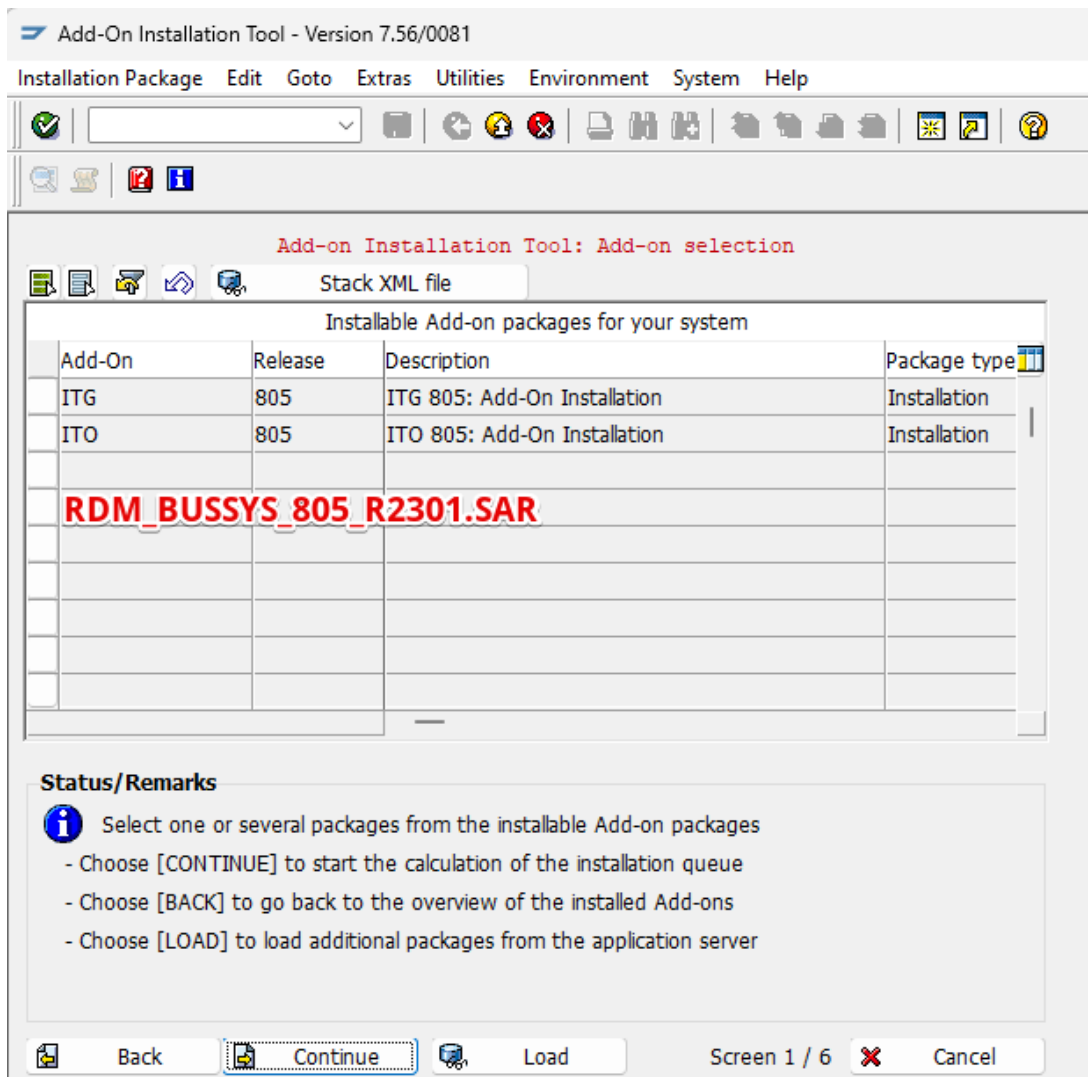 Add-On Installation Tool - Version 7.56/0081
Installation Package Edit Goto Extras Utilities Environment System Help
Add-on Installation Tool: Add-on selection
Stack XML file
Installable Add-on packages for your system
Add-On Release Description Package type
ITG 805 ITG 805: Add-On Installation Installation
ITO 805 ITO 805: Add-On Installation Installation
RDM_BUSSYS_805_R2301.SAR
Status/Remarks
Select one or several packages from the installable Add-on packages
- Choose [CONTINUE] to start the calculation of the installation queue
- Choose [BACK] to go back to the overview of the installed Add-ons
- Choose [LOAD] to load additional packages from the application server
Back Continue Load Screen 1 / 6 Cancel